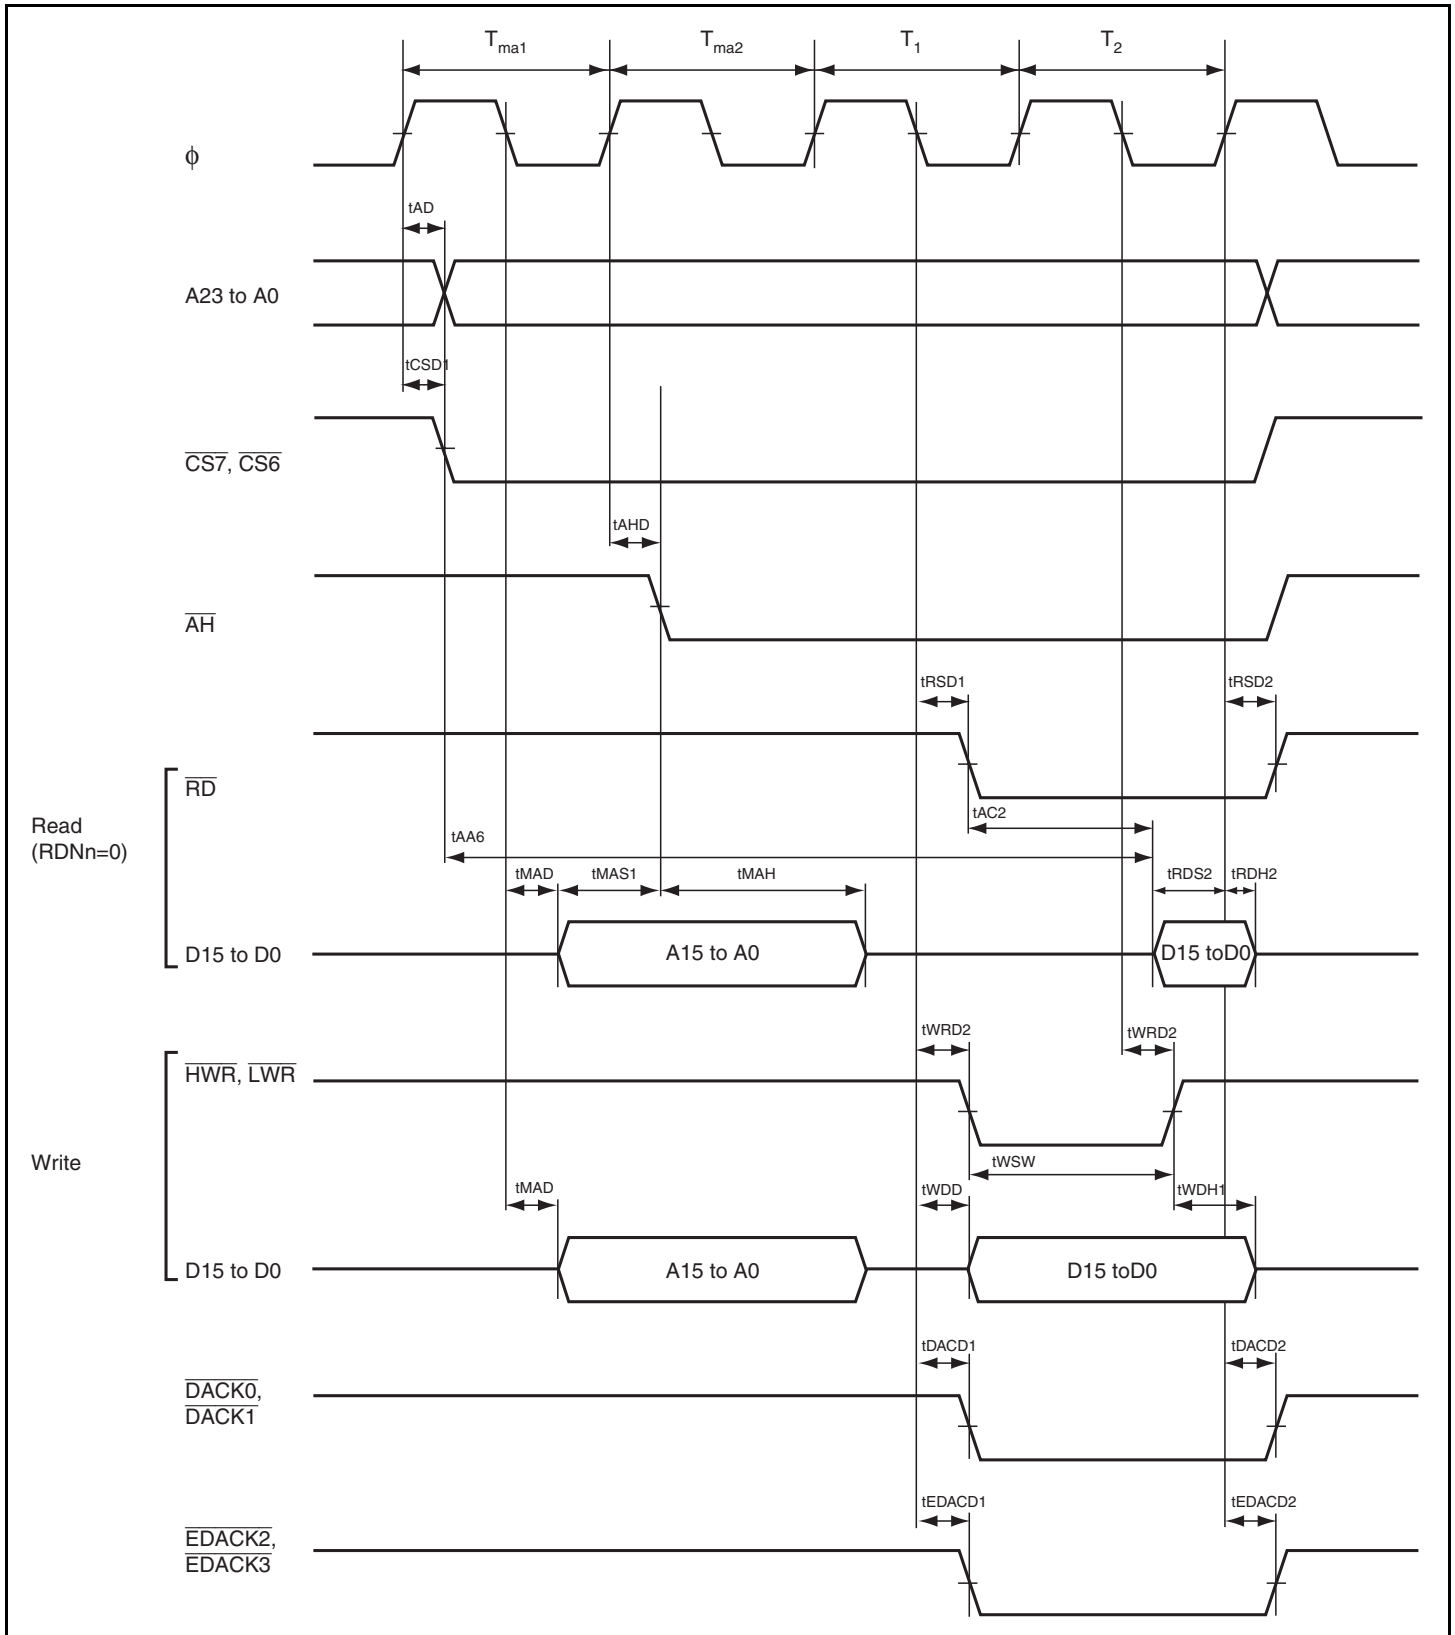 Tma1 Tma2 T1 T2
ϕ
tAD
A23 to A0
tCSD1
CS7, CS6
tAHD
AH
tRSD1 tRSD2
RD
Read
(RDNn=0)
tAC2
tAA6
tMAD tMAS1 tMAH tRDS2 tRDH2
D15 to D0 A15 to A0 D15 toD0
tWRD2 tWRD2
HWR, LWR
Write
tWSW
tMAD tWDD tWDH1
D15 to D0 A15 to A0 D15 toD0
tDACD1 tDACD2
DACK0,
DACK1
tEDACD1 tEDACD2
EDACK2,
EDACK3